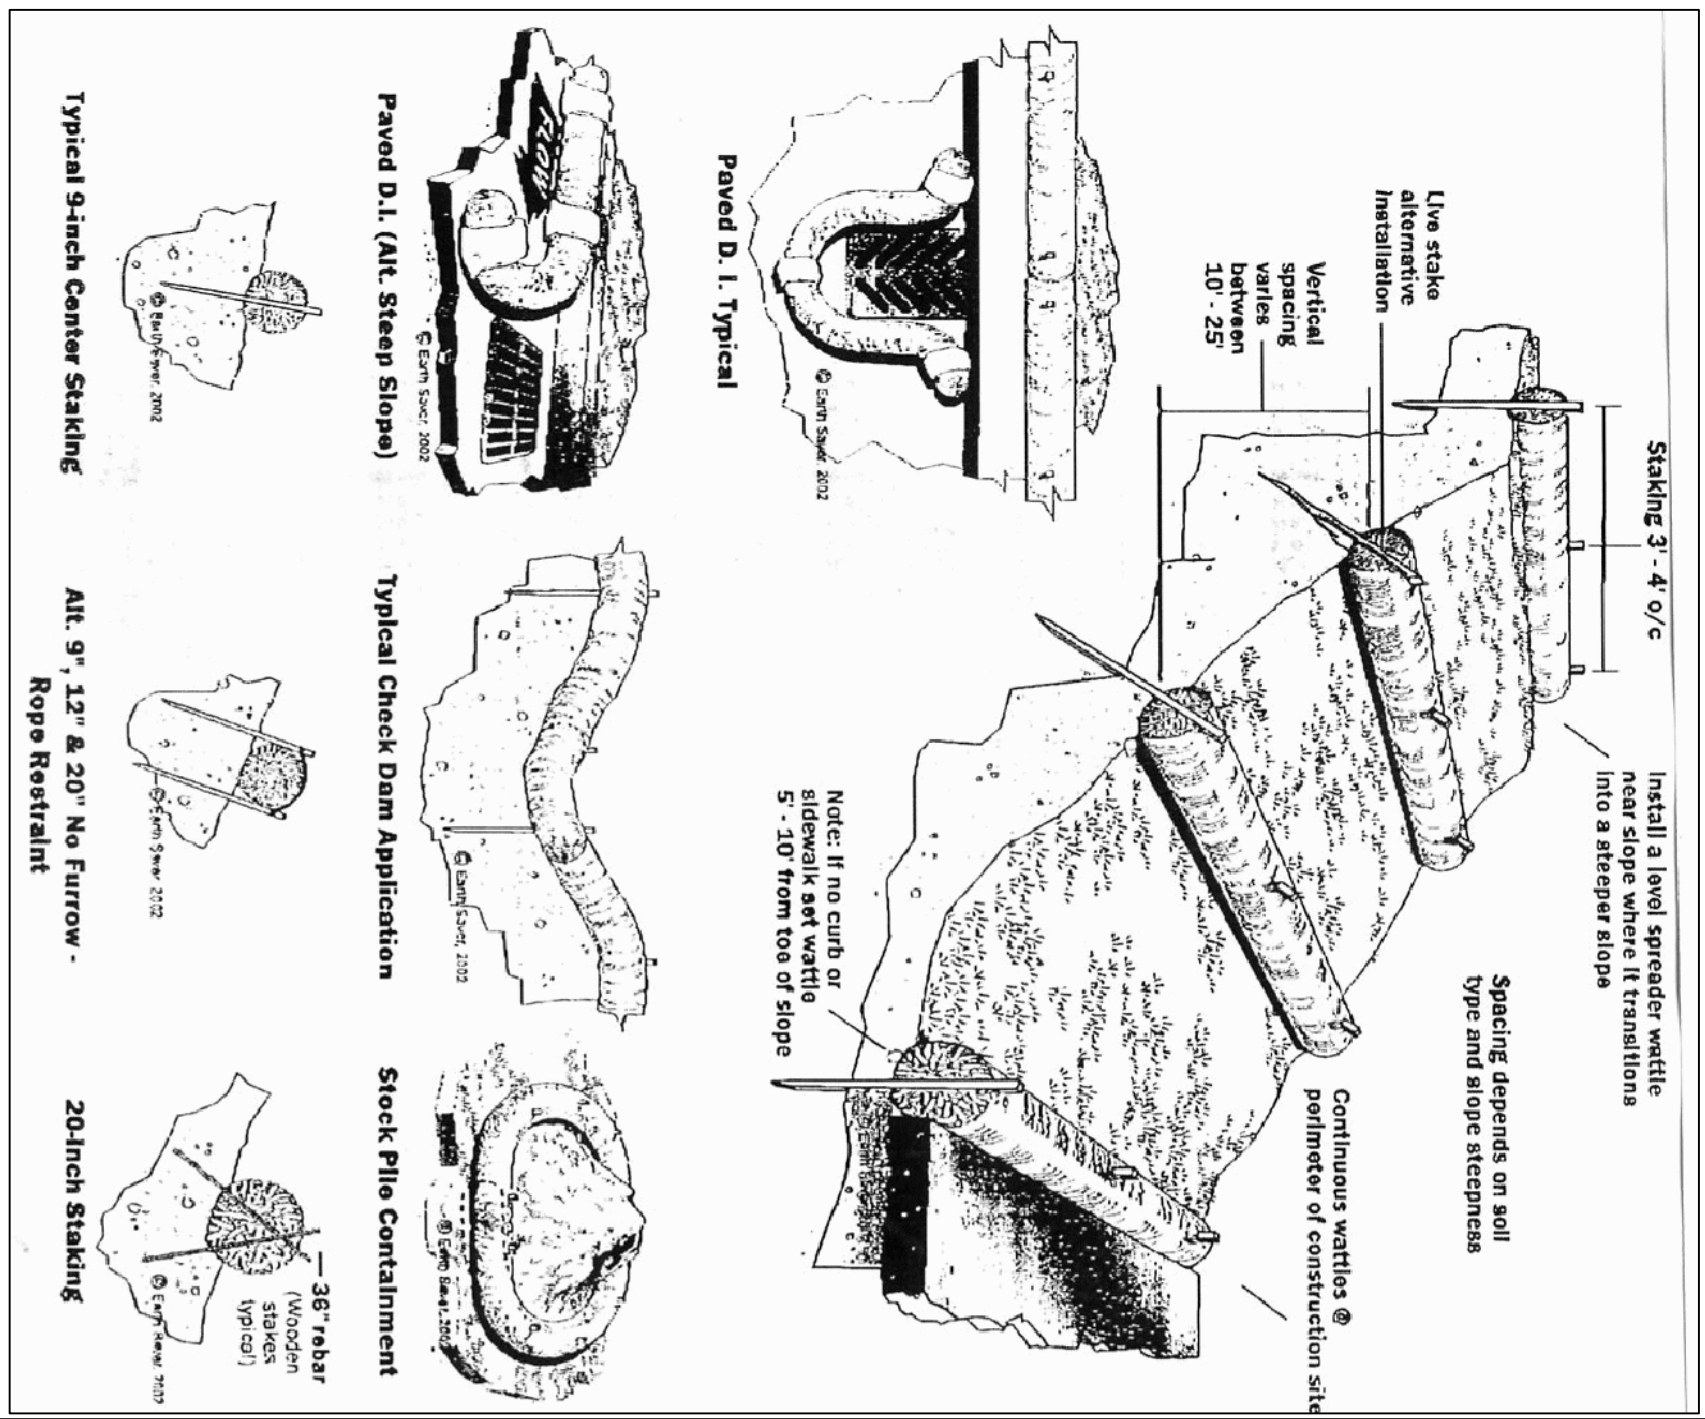 Staking 3' - 4' o/c
Live stake
alternative
installation
Vertical
spacing
varies
between
10' - 25'
Install a level spreader wattle
near slope where it transitions
into a steeper slope
Spacing depends on soil
type and slope steepness
Continuous wattles @
perimeter of construction site
Note: If no curb or
sidewalk set wattle
5' - 10' from toe of slope
© Earth Saver, 2002
Paved D. I. Typical
FLOW
© Earth Saver, 2002
Paved D.I. (Alt. Steep Slope)
© Earth Saver, 2002
Typical Check Dam Application
© Earth Saver, 2002
Stock Pile Containment
© Earth Saver, 2002
Typical 9-inch Center Staking
© Earth Saver, 2002
Alt. 9", 12" & 20" No Furrow -
Rope Restraint
36" rebar
(Wooden
stakes
typical)
© Earth Saver, 2002
20-Inch Staking